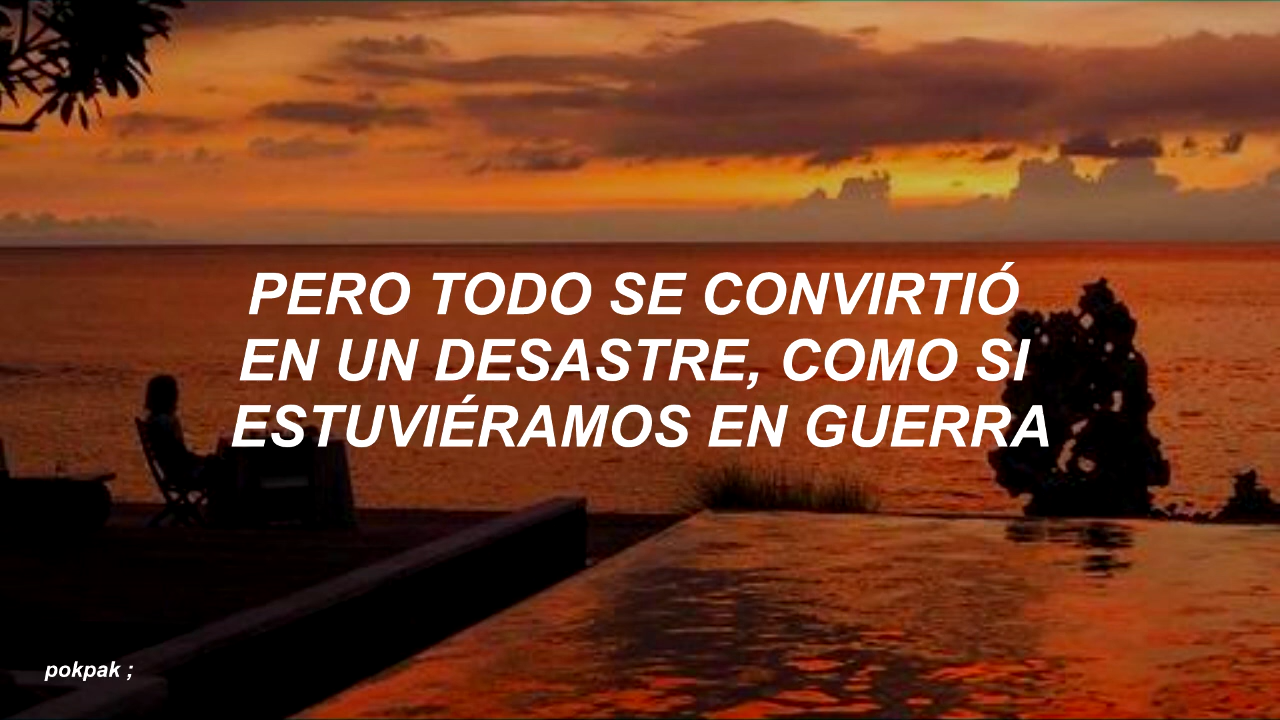 PERO TODO SE CONVIRTIÓ
EN UN DESASTRE, COMO SI
ESTUVIÉRAMOS EN GUERRA
pokpak ;